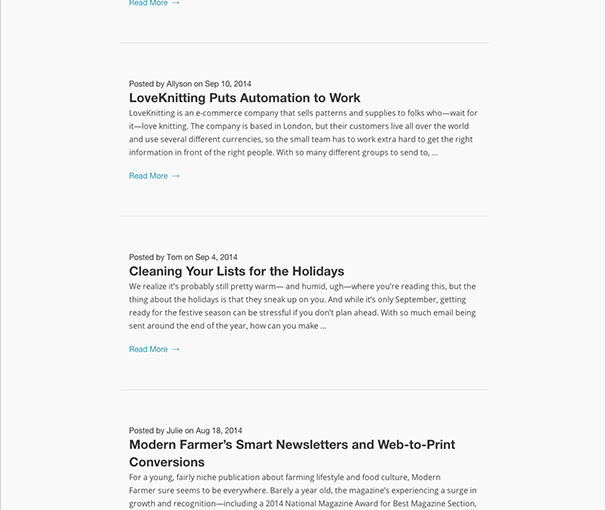 Read More →
Posted by Allyson on Sep 10, 2014
LoveKnitting Puts Automation to Work
LoveKnitting is an e-commerce company that sells patterns and supplies to folks who—wait for
it—love knitting. The company is based in London, but their customers live all over the world
and use several different currencies, so the small team has to work extra hard to get the right
information in front of the right people. With so many different groups to send to, ...
Read More →
Posted by Tom on Sep 4, 2014
Cleaning Your Lists for the Holidays
We realize it's probably still pretty warm— and humid, ugh—where you're reading this, but the
thing about the holidays is that they sneak up on you. And while it's only September, getting
ready for the festive season can be stressful if you don't plan ahead. With so much email being
sent around the end of the year, how can you make ...
Read More →
Posted by Julie on Aug 18, 2014
Modern Farmer's Smart Newsletters and Web-to-Print
Conversions
For a young, fairly niche publication about farming lifestyle and food culture, Modern
Farmer sure seems to be everywhere. Barely a year old, the magazine's experiencing a surge in
growth and recognition—including a 2014 National Magazine Award for Best Magazine Section,